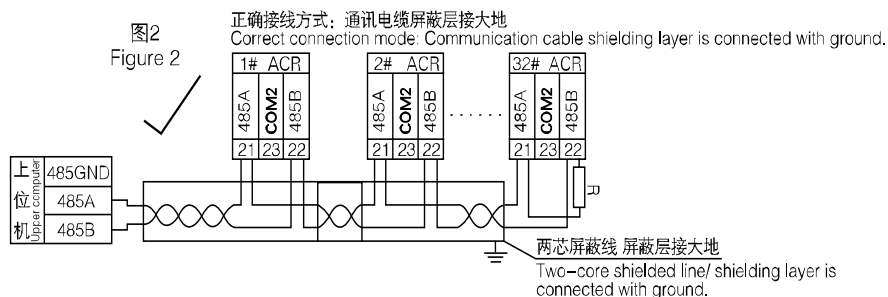 图2
Figure 2
正确接线方式：通讯电缆屏蔽层接大地
Correct connection mode: Communication cable shielding layer is connected with ground.
1# ACR
485A COM2 485B
21 23 22
2# ACR
485A COM2 485B
21 23 22
......
32# ACR
485A COM2 485B
21 23 22
R
上位机
Upper computer
485GND
485A
485B
两芯屏蔽线 屏蔽层接大地
Two-core shielded line/ shielding layer is
connected with ground.